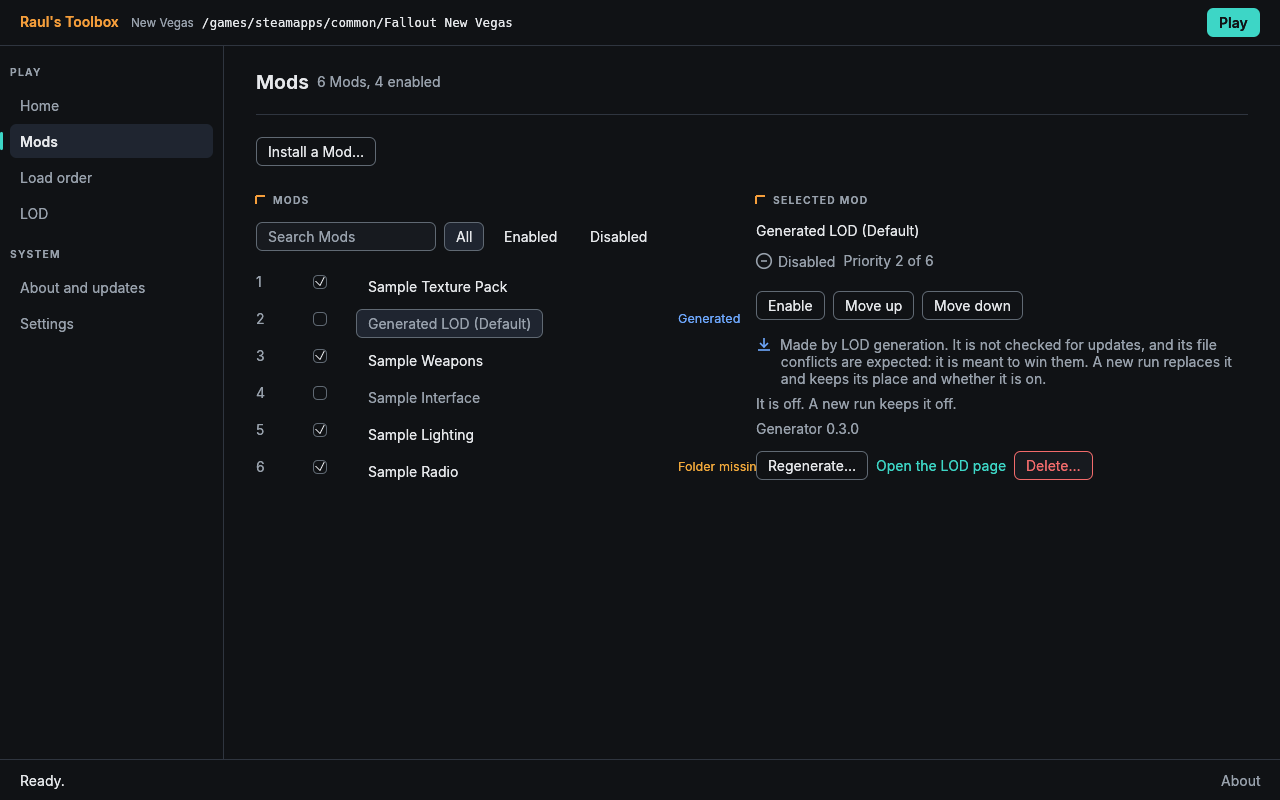 Raul's Toolbox New Vegas /games/steamapps/common/Fallout New Vegas Play
PLAY
Home
Mods
Load order
LOD
SYSTEM
About and updates
Settings
Mods 6 Mods, 4 enabled
Install a Mod...
MODS
Search Mods All Enabled Disabled
1 Sample Texture Pack
2 Generated LOD (Default) Generated
3 Sample Weapons
4 Sample Interface
5 Sample Lighting
6 Sample Radio Folder missin
SELECTED MOD
Generated LOD (Default)
Disabled Priority 2 of 6
Enable Move up Move down
Made by LOD generation. It is not checked for updates, and its file
conflicts are expected: it is meant to win them. A new run replaces it
and keeps its place and whether it is on.
It is off. A new run keeps it off.
Generator 0.3.0
Regenerate... Open the LOD page Delete...
Ready. About